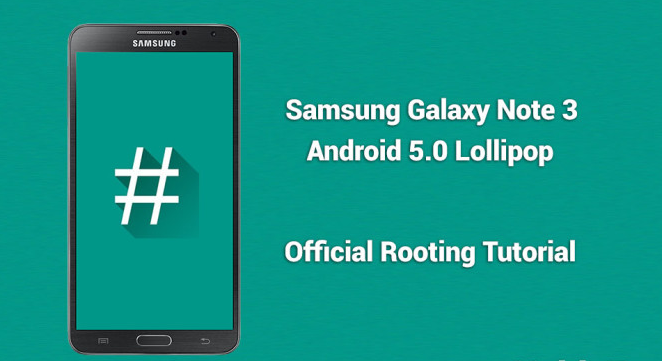 SAMSUNG
#
Samsung Galaxy Note 3
Android 5.0 Lollipop
Official Rooting Tutorial